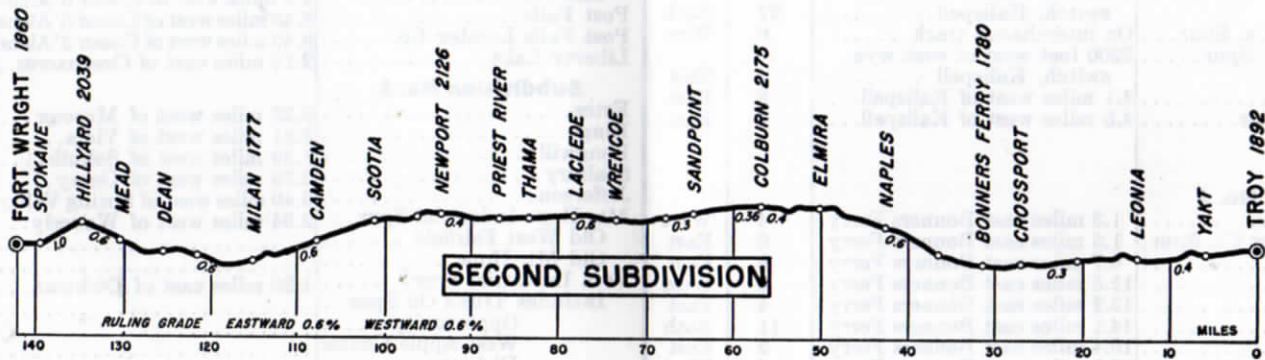 FORT WRIGHT 1860
SPOKANE
HILLYARD 2039
MEAD
DEAN
MILAN 1777
CAMDEN
SCOTIA
NEWPORT 2126
PRIEST RIVER
THAMA
LACLEDE
WRENCOE
SANDPOINT
COLBURN 2175
ELMIRA
NAPLES
BONNERS FERRY 1780
CROSSPORT
LEONIA
YAKT
TROY 1892
1.0 0.6 0.8 0.6 0.4 0.6 0.3 0.36 0.4 0.6 0.3 0.4
SECOND SUBDIVISION
RULING GRADE EASTWARD 0.6% WESTWARD 0.6%
MILES
140 130 120 110 100 90 80 70 60 50 40 30 20 10 0